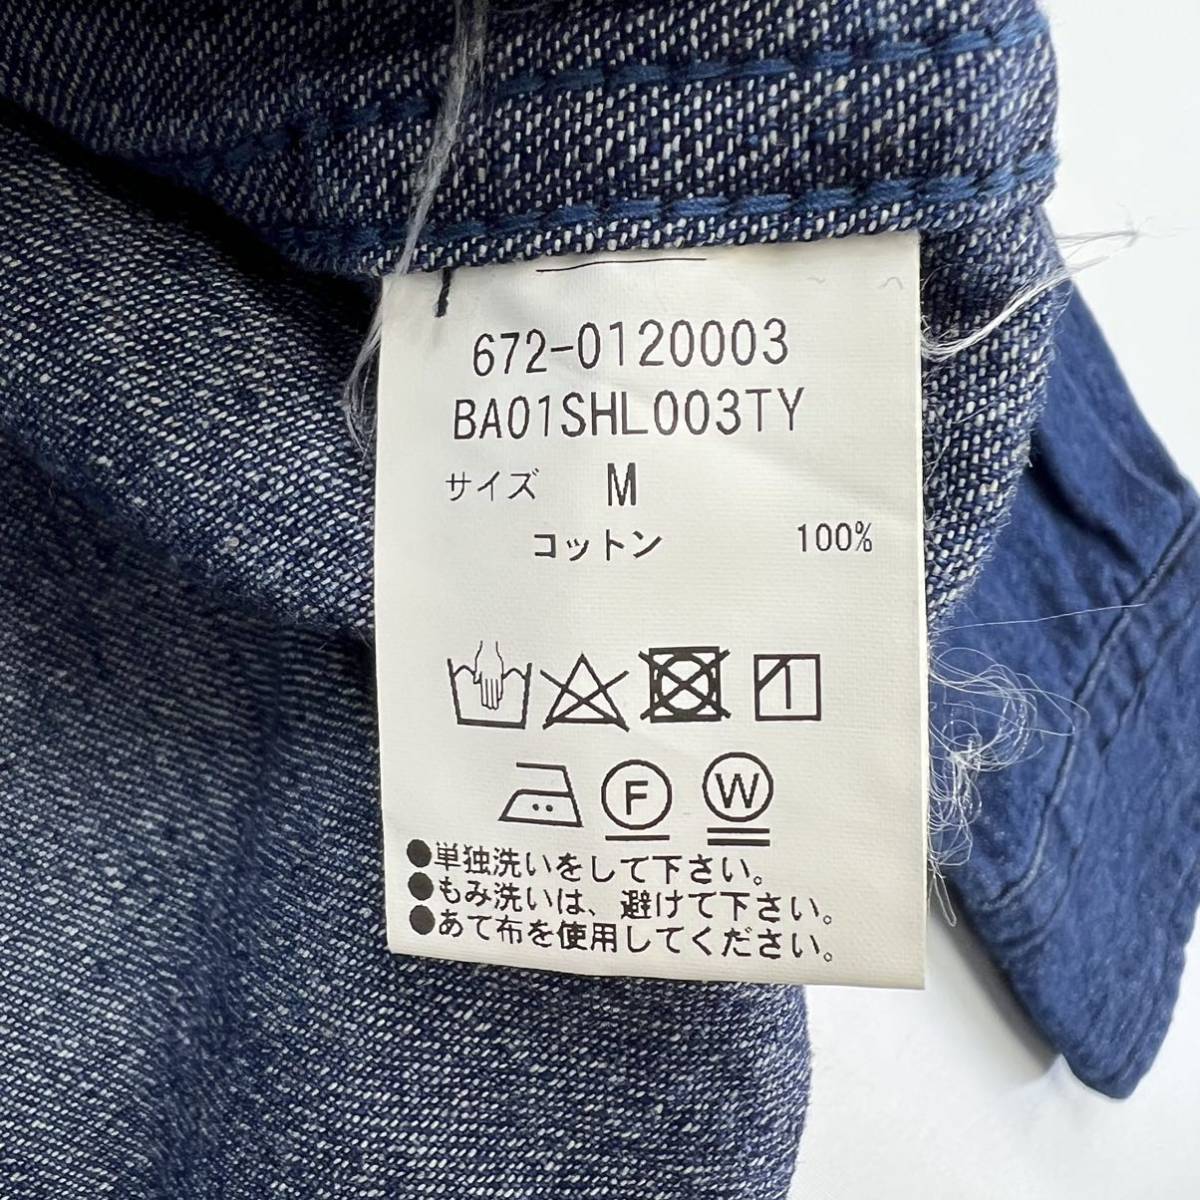 672-0120003
BA01SHL003TY
サイズ M
コットン 100%
F W
●単独洗いをして下さい。
●もみ洗いは、避けて下さい。
●あて布を使用してください。